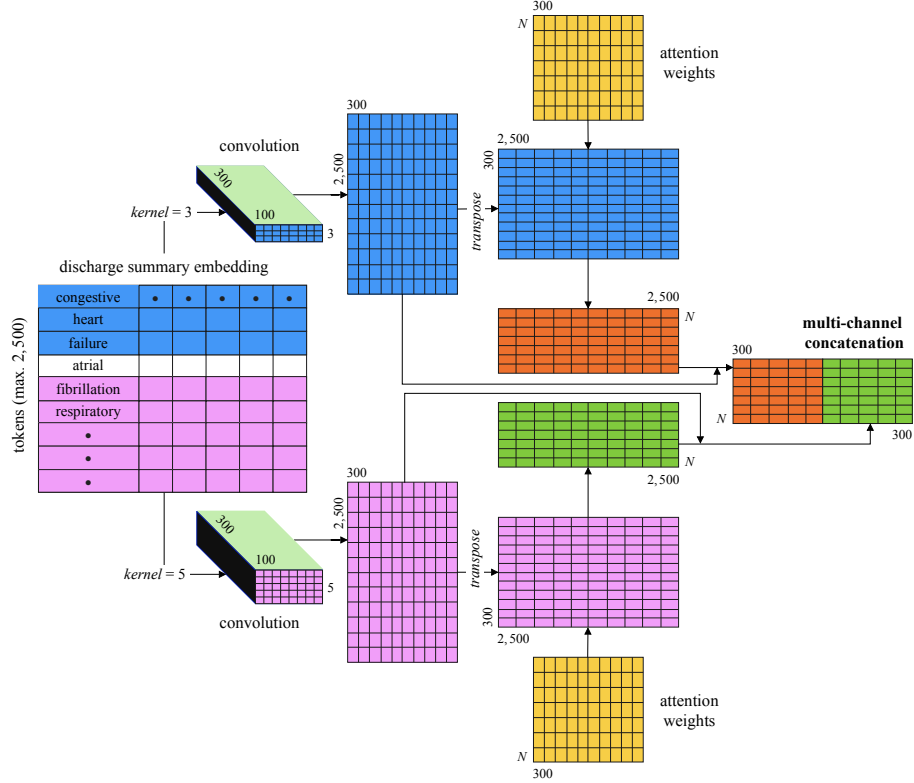 300
N
attention
weights
300
2,500
convolution
2,500
300
300
transpose
kernel = 3
100
3
discharge summary embedding
tokens (max. 2,500)
congestive • • • • •
heart
failure
atrial
fibrillation
respiratory
•
•
•
2,500
N
multi-channel
concatenation
300
N
300
N
2,500
300
2,500
300
100
kernel = 5
5
convolution
transpose
300
2,500
attention
weights
N
300